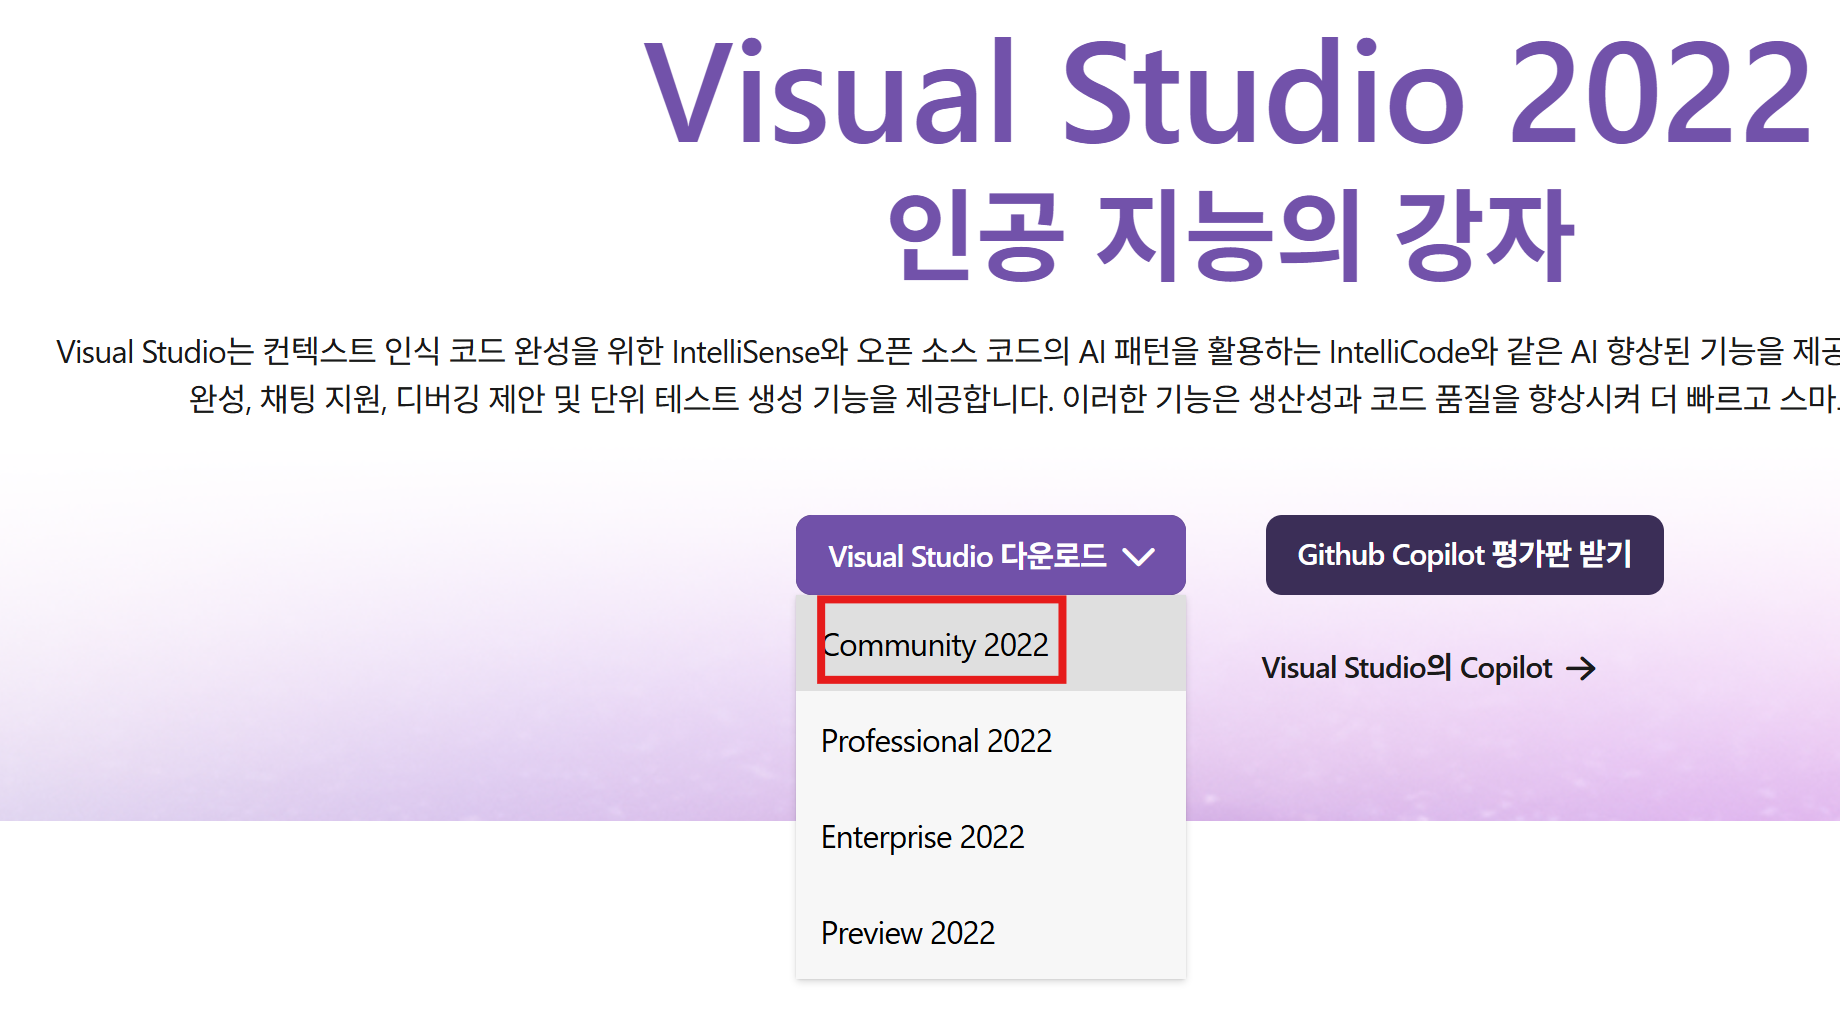 Visual Studio 2022
인공 지능의 강자
Visual Studio는 컨텍스트 인식 코드 완성을 위한 IntelliSense와 오픈 소스 코드의 AI 패턴을 활용하는 IntelliCode와 같은 AI 향상된 기능을
완성, 채팅 지원, 디버깅 제안 및 단위 테스트 생성 기능을 제공합니다. 이러한 기능은 생산성과 코드 품질을 향상시켜 더 빠르고
Visual Studio 다운로드
Github Copilot 평가판 받기
Community 2022
Visual Studio의 Copilot
Professional 2022
Enterprise 2022
Preview 2022